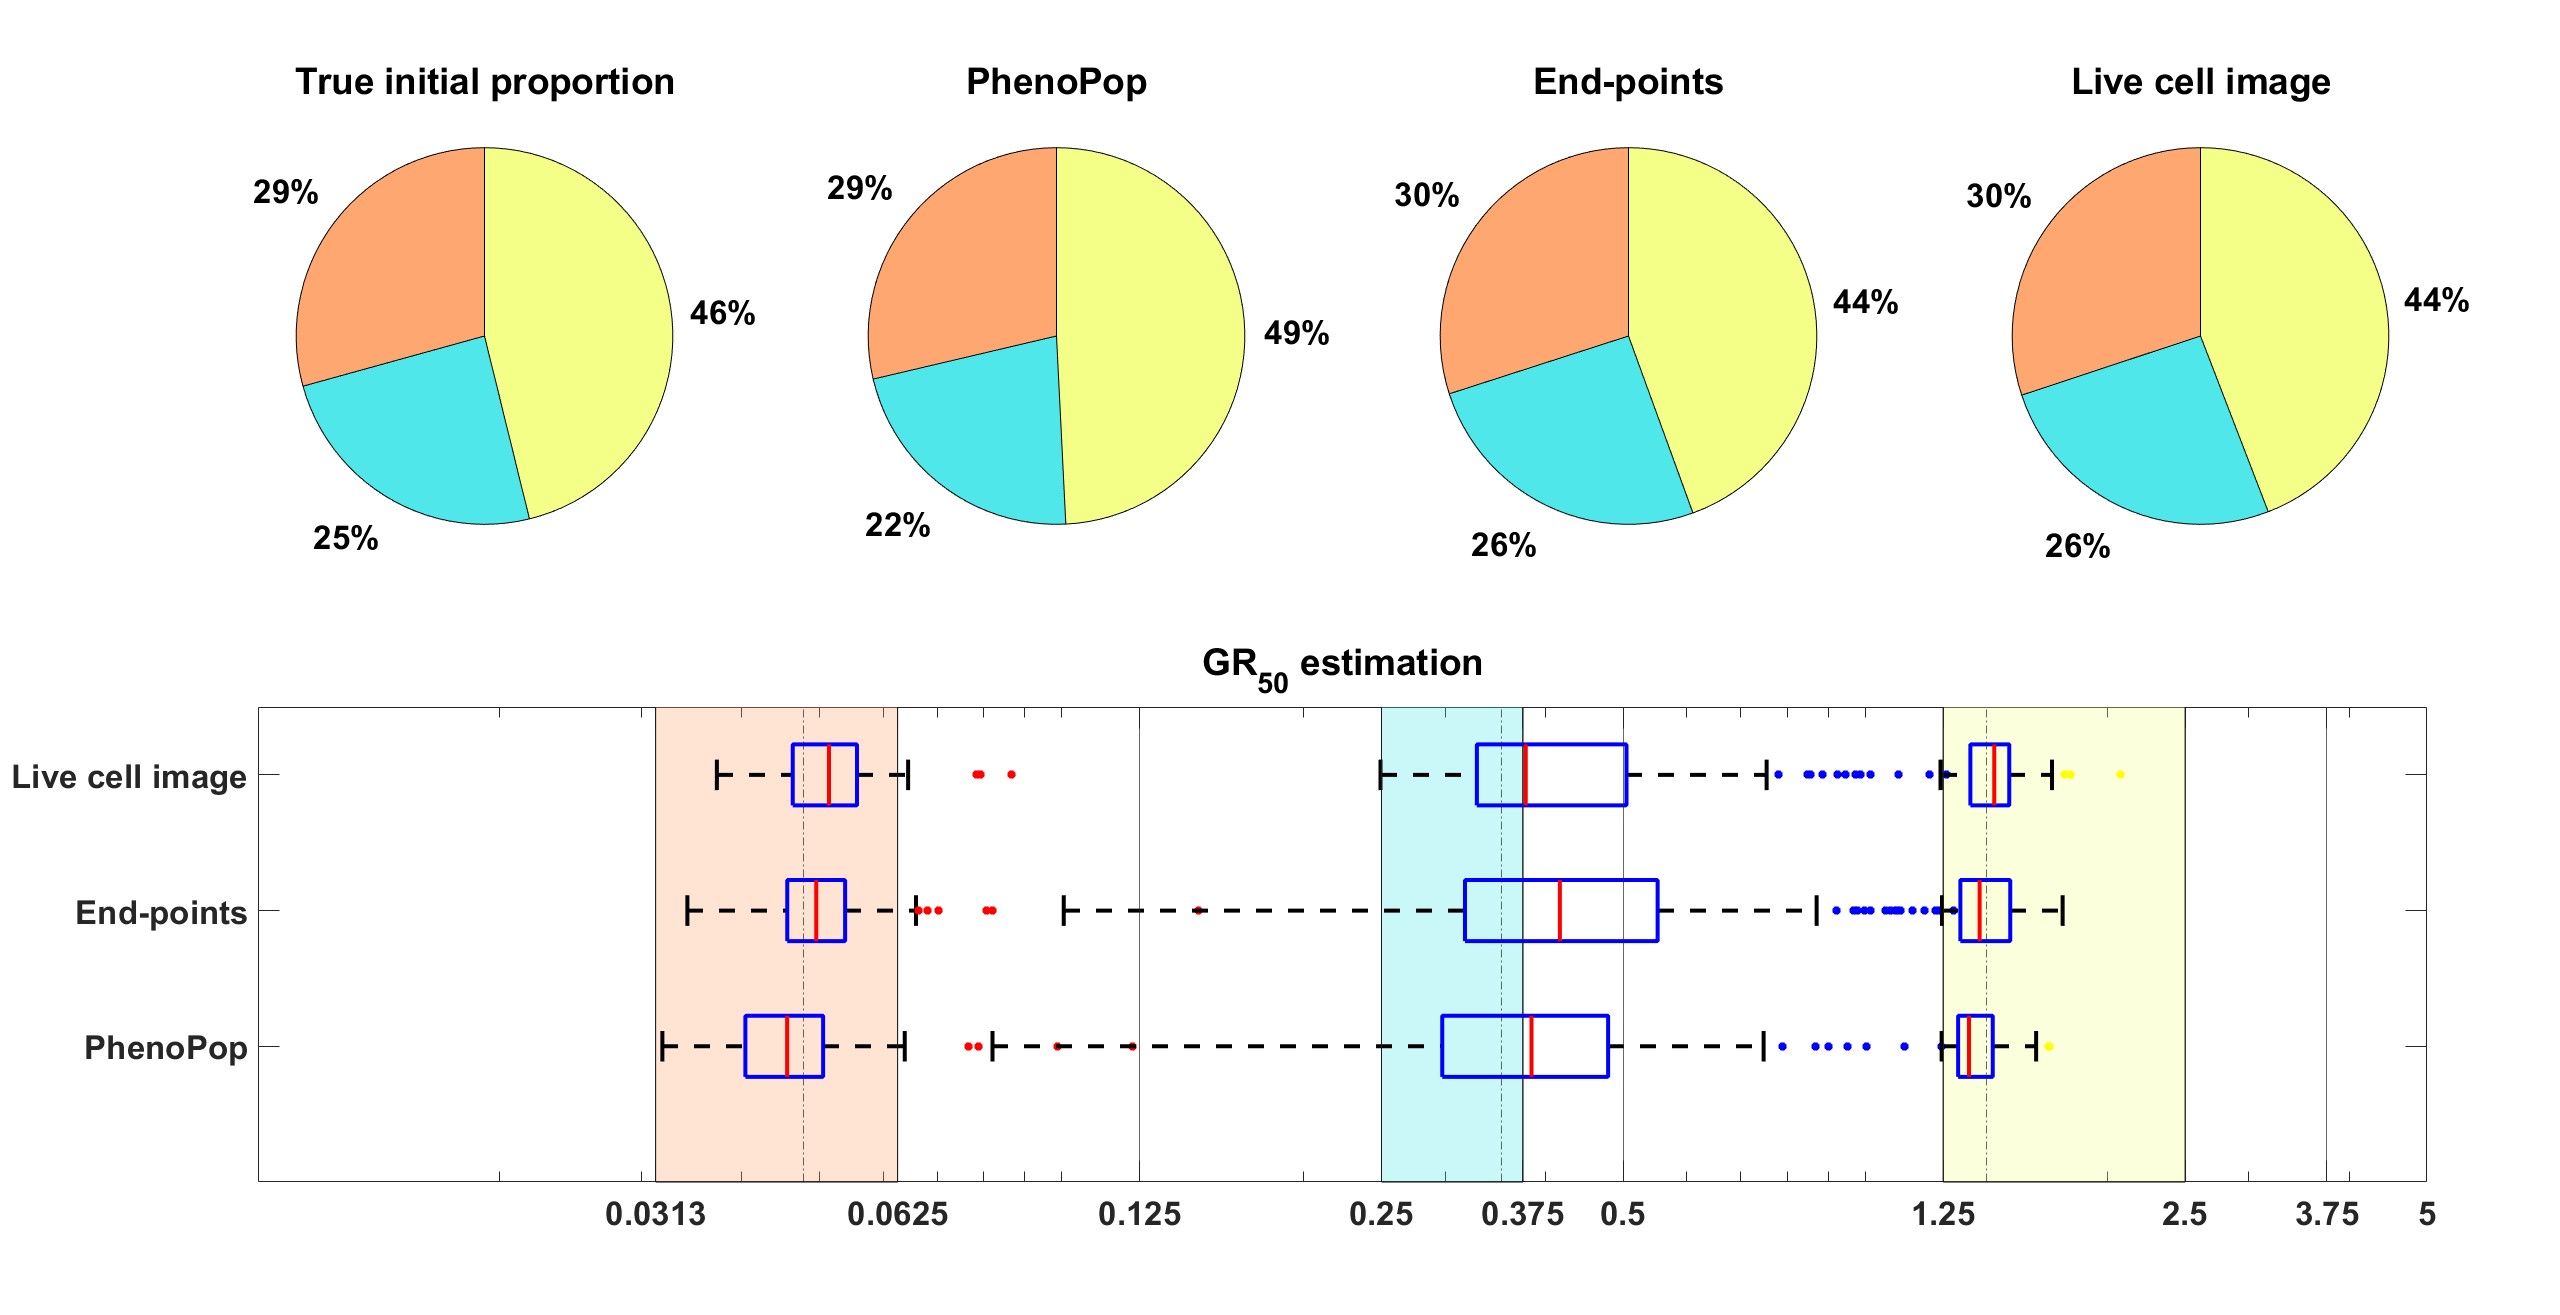 True initial proportion
PhenoPop
End-points
Live cell image
29%
46%
25%
29%
49%
22%
30%
44%
26%
30%
44%
26%
GR50 estimation
Live cell image
End-points
PhenoPop
0.0313 0.0625 0.125 0.25 0.375 0.5 1.25 2.5 3.75 5